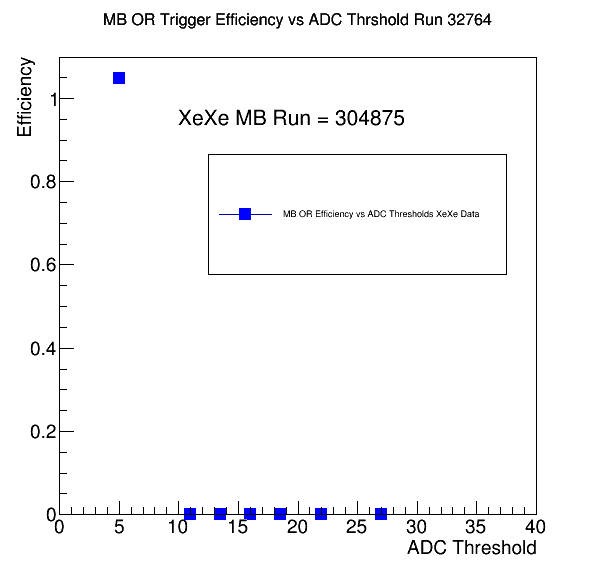 MB OR Trigger Efficiency vs ADC Thrshold Run 32764
Efficiency
XeXe MB Run = 304875
MB OR Efficiency vs ADC Thresholds XeXe Data
1
0.8
0.6
0.4
0.2
0
0 5 10 15 20 25 30 35 40
ADC Threshold